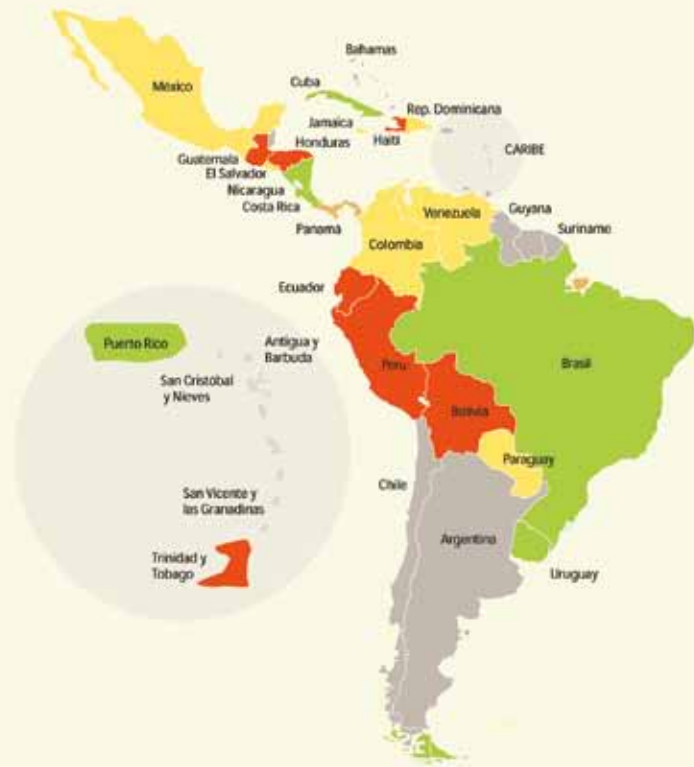 Bahamas
México
Cuba
Rep. Dominicana
Jamaica
Haití
Honduras
CARIBE
Guatemala
El Salvador
Nicaragua
Costa Rica
Panamá
Venezuela
Guyana
Suriname
Colombia
Ecuador
Puerto Rico
Antigua y
Barbuda
Peru
Brasil
San Cristóbal
y Nieves
Bolivia
Paraguay
Chile
San Vicente y
las Granadinas
Argentina
Trinidad y
Tobago
Uruguay